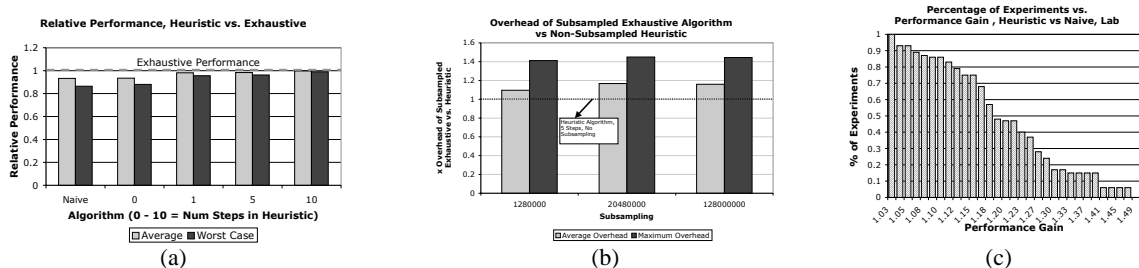 Relative Performance, Heuristic vs. Exhaustive
1.2
1
0.8
0.6
0.4
0.2
0
Relative Performance
Exhaustive Performance
Naive 0 1 5 10
Algorithm (0 - 10 = Num Steps in Heuristic)
Average Worst Case
(a)
Overhead of Subsampled Exhaustive Algorithm
vs Non-Subsampled Heuristic
1.6
1.4
1.2
1
0.8
0.6
0.4
0.2
0
x Overhead of Subsampled
Exhaustive vs. Heuristic
Heuristic Algorithm,
5 Steps, No
Subsampling
1280000 20480000 128000000
Subsampling
Average Overhead Maximum Overhead
(b)
Percentage of Experiments vs.
Performance Gain , Heuristic vs Naive, Lab
1
0.9
0.8
0.7
0.6
0.5
0.4
0.3
0.2
0.1
0
% of Experiments
1.03 1.05 1.08 1.10 1.12 1.15 1.18 1.20 1.23 1.27 1.30 1.33 1.37 1.41 1.45 1.49
Performance Gain
(c)